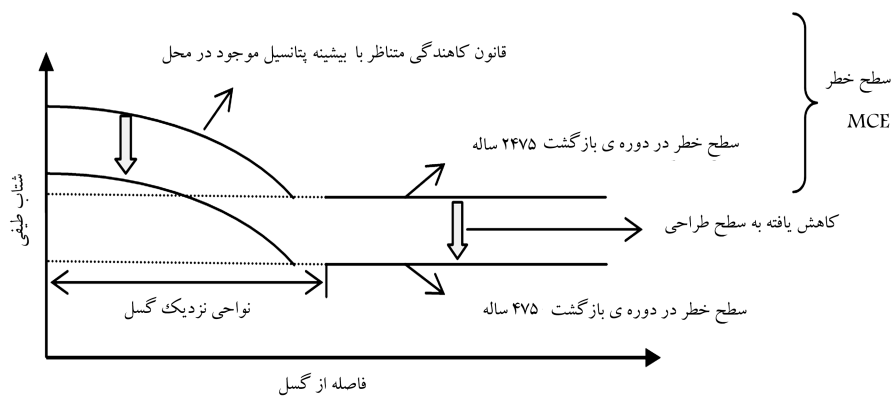 قانون کاهندگی متناظر با بیشینه پتانسیل موجود در محل
سطح خطر
MCE
سطح خطر در دوره ی بازگشت ۲۴۷۵ ساله
شتاب طیفی
کاهش یافته به سطح طراحی
نواحی نزدیک گسل
سطح خطر در دوره ی بازگشت ۴۷۵ ساله
فاصله از گسل